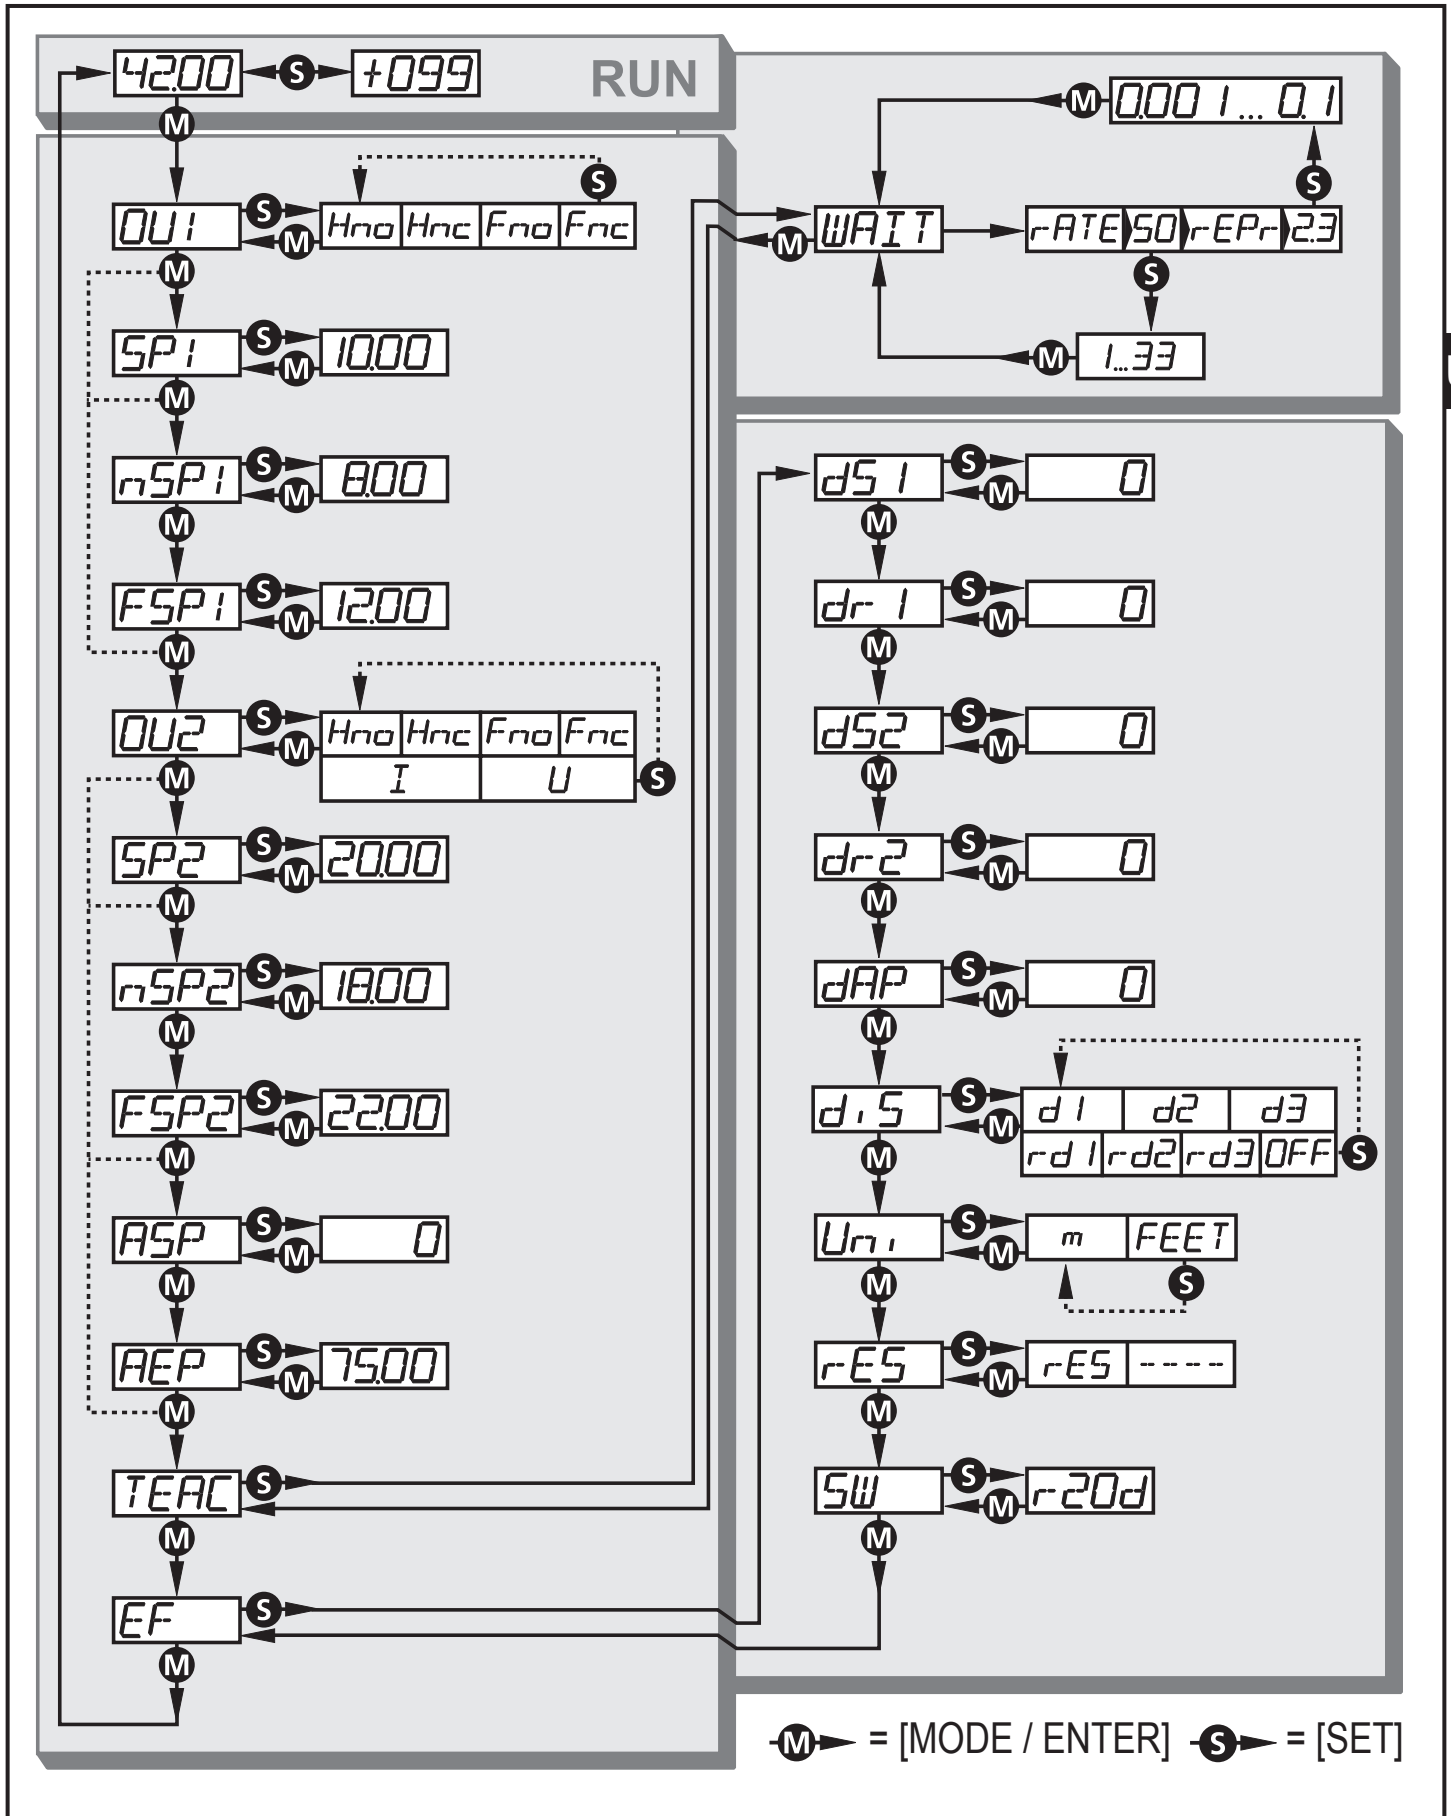 42.00 S +099 RUN
M
OU1 S M Hno Hnc Fno Fnc S
M
SP1 S M 10.00
M
nSP1 S M 8.00
M
FSP1 S M 12.00
M
OU2 S M Hno Hnc Fno Fnc
I U S
M
SP2 S M 20.00
M
nSP2 S M 18.00
M
FSP2 S M 22.00
M
ASP S M 0
M
AEP S M 75.00
M
TEAC S
M
EF S
M
M 0.001... 0.1
S
M WAIT rATE 50 rEPr 2.3
S
M 1...33
dS1 S M 0
M
dr1 S M 0
M
dS2 S M 0
M
dr2 S M 0
M
dAP S M 0
M
diS S M d1 d2 d3
rd1 rd2 rd3 OFF S
M
Uni S M m FEET
S
M
rES S M rES ----
M
SW S M r20d
M
M = [MODE / ENTER] S = [SET]